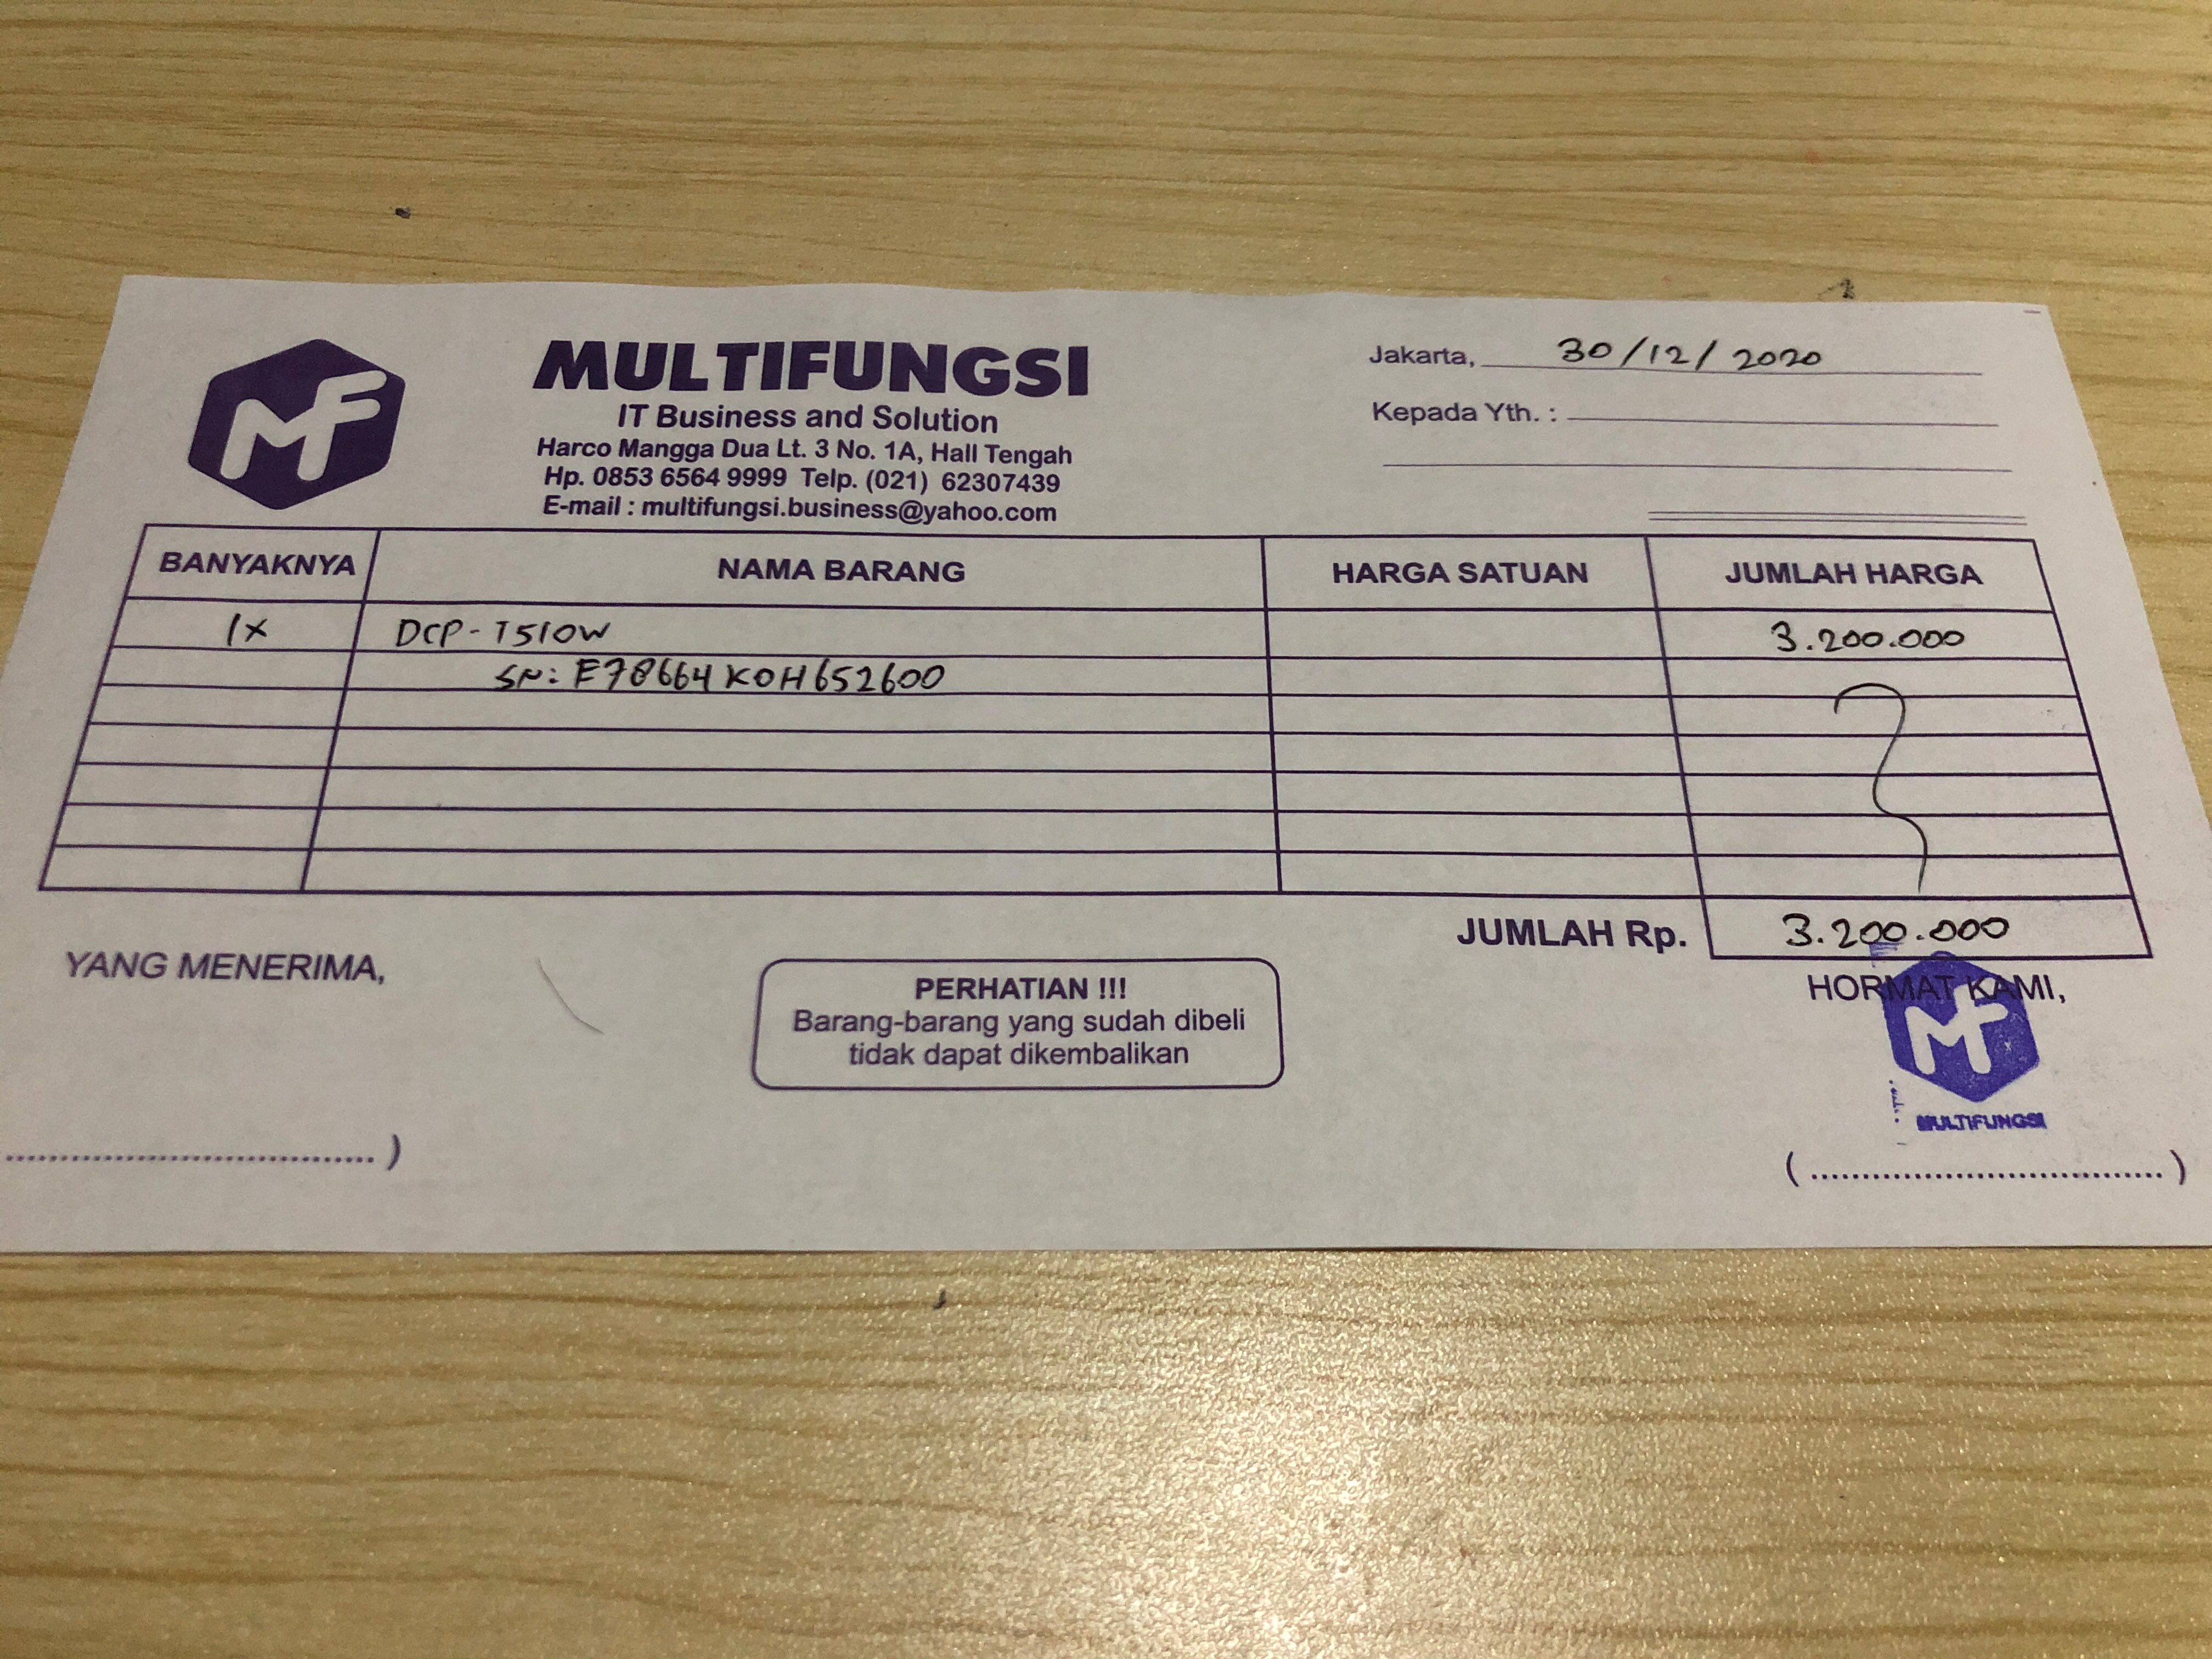 MF
MULTIFUNGSI
IT Business and Solution
Harco Mangga Dua Lt. 3 No. 1A, Hall Tengah
Hp. 0853 6564 9999 Telp. (021) 62307439
E-mail : multifungsi.business@yahoo.com
Jakarta, 30/12/2020
Kepada Yth. :
BANYAKNYA NAMA BARANG HARGA SATUAN JUMLAH HARGA
1X DCP-T510W 3.200.000
SN: E78664K0H652600
JUMLAH Rp. 3.200.000
YANG MENERIMA,
PERHATIAN !!!
Barang-barang yang sudah dibeli
tidak dapat dikembalikan
HORMAT KAMI,
MF
MULTIFUNGSI
................................ )
( ................................ )